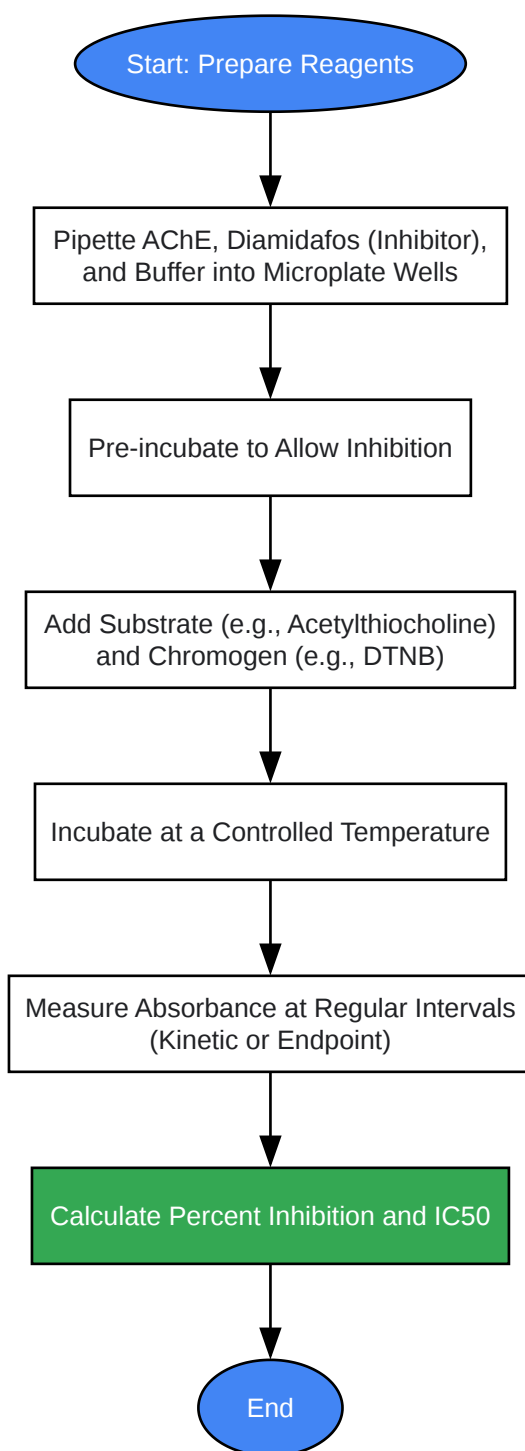 Start: Prepare Reagents
Pipette AChE, Diamidafos (Inhibitor),
and Buffer into Microplate Wells
Pre-incubate to Allow Inhibition
Add Substrate (e.g., Acetylthiocholine)
and Chromogen (e.g., DTNB)
Incubate at a Controlled Temperature
Measure Absorbance at Regular Intervals
(Kinetic or Endpoint)
Calculate Percent Inhibition and IC50
End